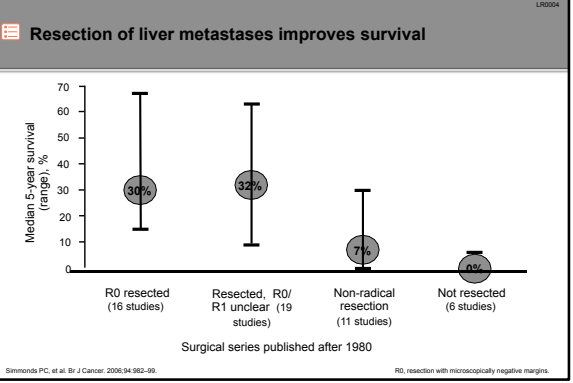 LR0004
Resection of liver metastases improves survival
70
60
50
40
30
20
10
0
Median 5-year survival
(range), %
30%
32%
7%
0%
R0 resected
(16 studies)
Resected, R0/
R1 unclear (19
studies)
Non-radical
resection
(11 studies)
Not resected
(6 studies)
Surgical series published after 1980
Simmonds PC, et al. Br J Cancer. 2006;94:982–99.
R0, resection with microscopically negative margins.